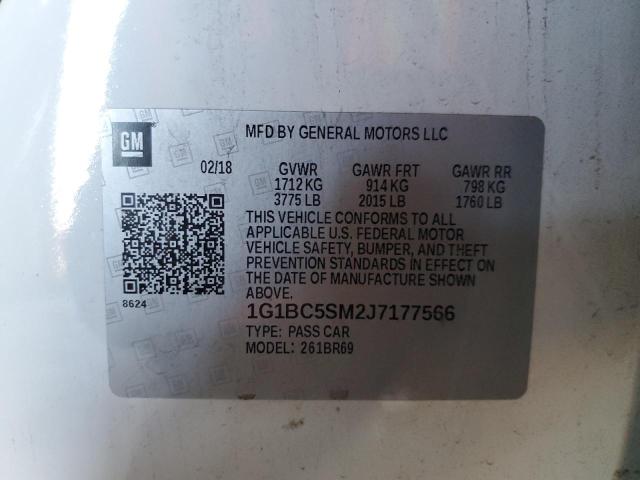 GM
MFD BY GENERAL MOTORS LLC
02/18 GVWR GAWR FRT GAWR RR
1712 KG 914 KG 798 KG
3775 LB 2015 LB 1760 LB
THIS VEHICLE CONFORMS TO ALL
APPLICABLE U.S. FEDERAL MOTOR
VEHICLE SAFETY, BUMPER, AND THEFT
PREVENTION STANDARDS IN EFFECT ON
THE DATE OF MANUFACTURE SHOWN
ABOVE.
8624
1G1BC5SM2J7177566
TYPE: PASS CAR
MODEL: 261BR69